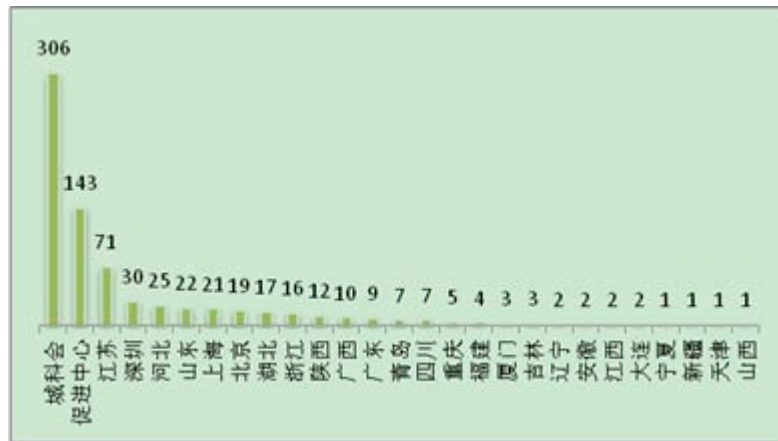 306
143
71
30
25
22
21
19
17
16
12
10
9
7
7
5
4
3
3
2
2
2
2
1
1
1
1
城科会
促进中心
江苏
深圳
河北
山东
上海
北京
湖北
浙江
陕西
广西
广东
青岛
四川
重庆
福建
厦门
吉林
辽宁
安徽
江西
大连
宁夏
新疆
天津
山西